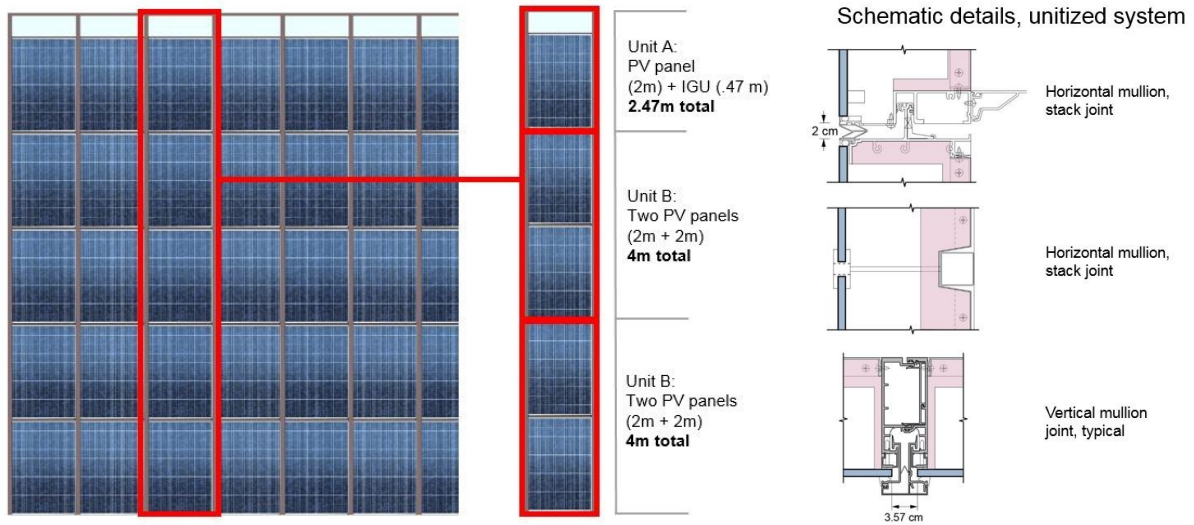 Schematic details, unitized system
Unit A:
PV panel
(2m) + IGU (.47 m)
2.47m total
Unit B:
Two PV panels
(2m + 2m)
4m total
Unit B:
Two PV panels
(2m + 2m)
4m total
2 cm
Horizontal mullion,
stack joint
Horizontal mullion,
stack joint
Vertical mullion
joint, typical
3.57 cm